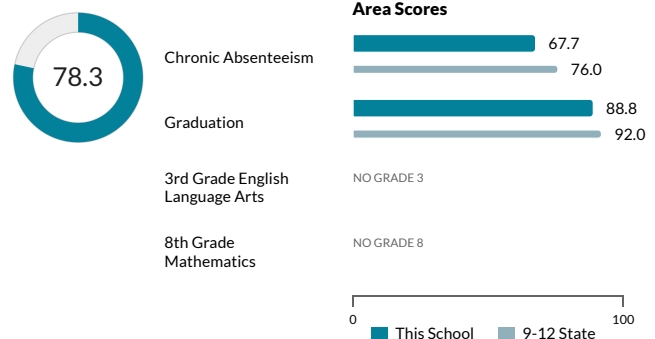 Area Scores
78.3
Chronic Absenteeism
67.7
76.0
Graduation
88.8
92.0
3rd Grade English
Language Arts
NO GRADE 3
8th Grade
Mathematics
NO GRADE 8
0
100
This School
9-12 State